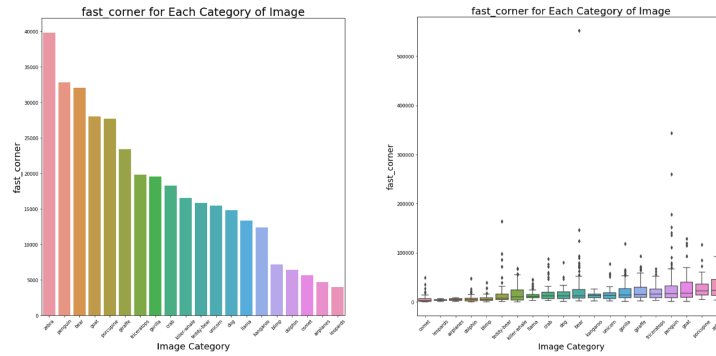 fast_corner for Each Category of Image
40000
35000
30000
25000
20000
15000
10000
5000
0
fast_corner
zebra
penguin
bear
goat
porcupine
giraffe
triceratops
gorilla
crab
killer-whale
teddy-bear
unicorn
dog
llama
kangaroo
blimp
dolphin
comet
airplanes
leopards
Image Category
fast_corner for Each Category of Image
500000
400000
300000
200000
100000
0
fast_corner
comet
leopards
airplanes
dolphin
blimp
teddy-bear
killer-whale
llama
crab
dog
bear
kangaroo
unicorn
gorilla
giraffe
triceratops
penguin
goat
porcupine
Image Category